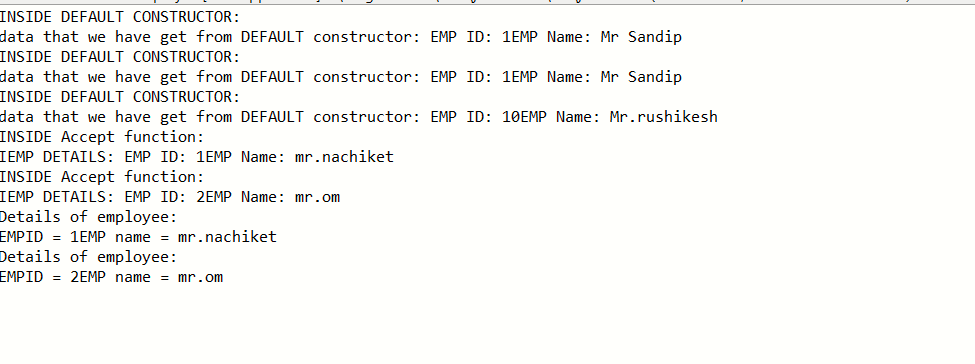 INSIDE DEFAULT CONSTRUCTOR:
data that we have get from DEFAULT constructor: EMP ID: 1EMP Name: Mr Sandip
INSIDE DEFAULT CONSTRUCTOR:
data that we have get from DEFAULT constructor: EMP ID: 1EMP Name: Mr Sandip
INSIDE DEFAULT CONSTRUCTOR:
data that we have get from DEFAULT constructor: EMP ID: 10EMP Name: Mr.rushikesh
INSIDE Accept function:
IEMP DETAILS: EMP ID: 1EMP Name: mr.nachiket
INSIDE Accept function:
IEMP DETAILS: EMP ID: 2EMP Name: mr.om
Details of employee:
EMPID = 1EMP name = mr.nachiket
Details of employee:
EMPID = 2EMP name = mr.om